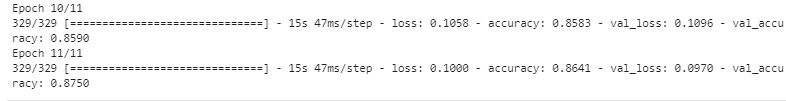 Epoch 10/11
329/329 [==============================] - 15s 47ms/step - loss: 0.1058 - accuracy: 0.8583 - val_loss: 0.1096 - val_accu
racy: 0.8590
Epoch 11/11
329/329 [==============================] - 15s 47ms/step - loss: 0.1000 - accuracy: 0.8641 - val_loss: 0.0970 - val_accu
racy: 0.8750